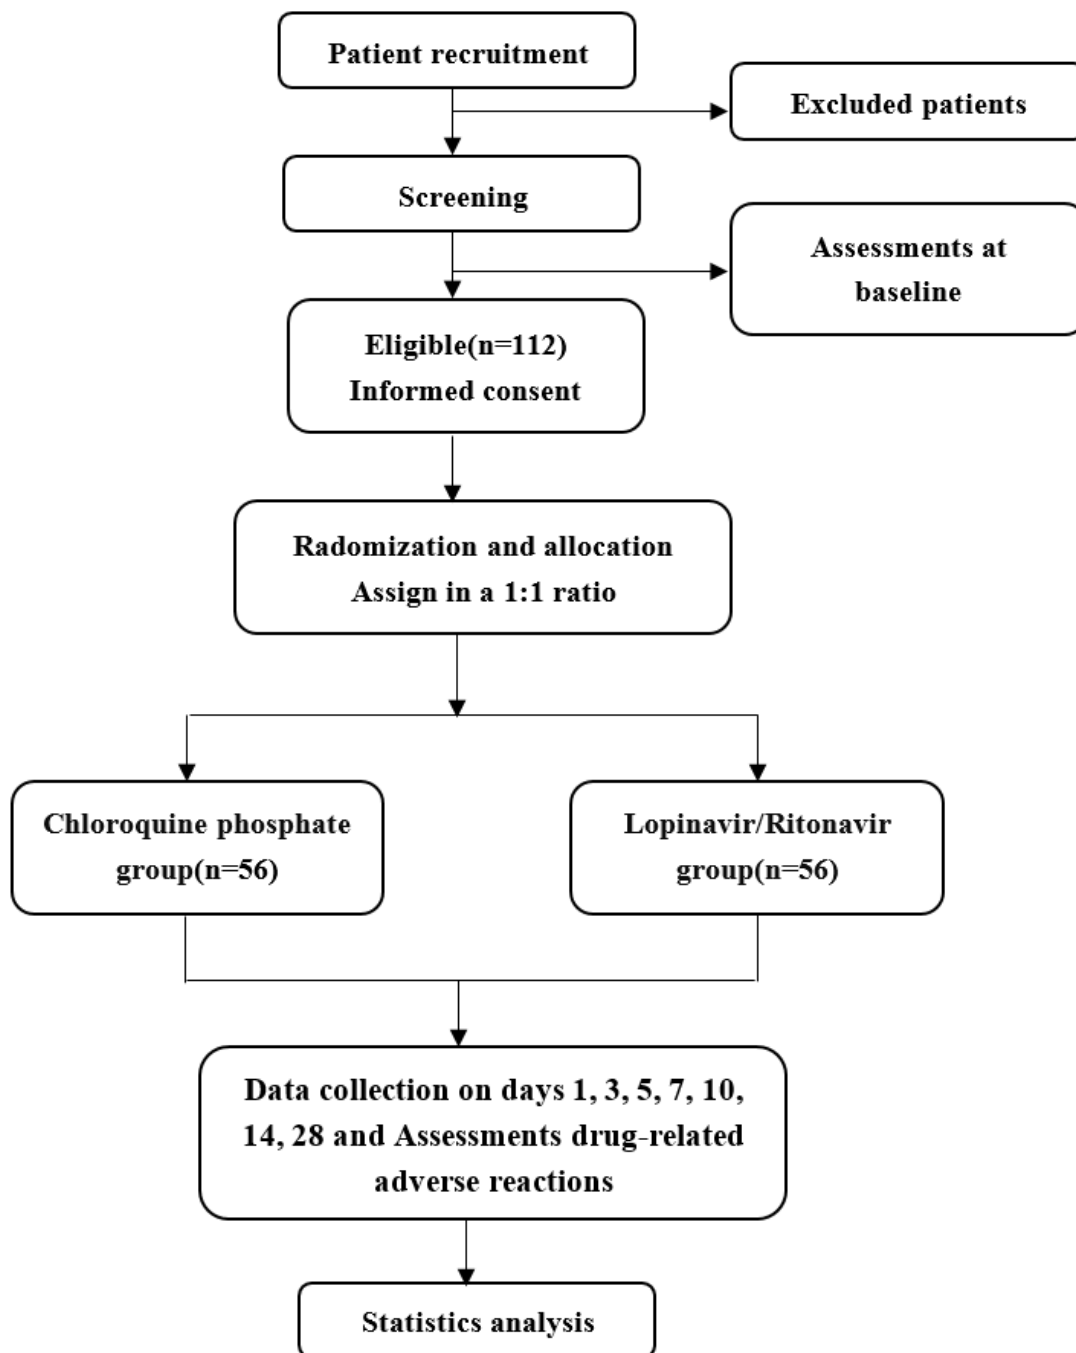 Patient recruitment
Excluded patients
Screening
Assessments at
baseline
Eligible(n=112)
Informed consent
Radomization and allocation
Assign in a 1:1 ratio
Chloroquine phosphate
group(n=56)
Lopinavir/Ritonavir
group(n=56)
Data collection on days 1, 3, 5, 7, 10,
14, 28 and Assessments drug-related
adverse reactions
Statistics analysis